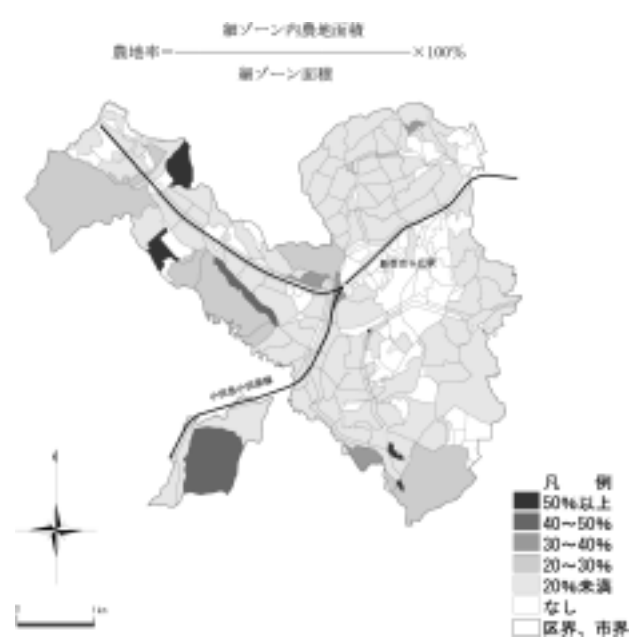 細ゾーン内農地面積
農地率=
×100%
細ゾーン面積
小田急小田原線
凡 例
50%以上
40〜50%
30〜40%
20〜30%
20%未満
なし
区界、市界